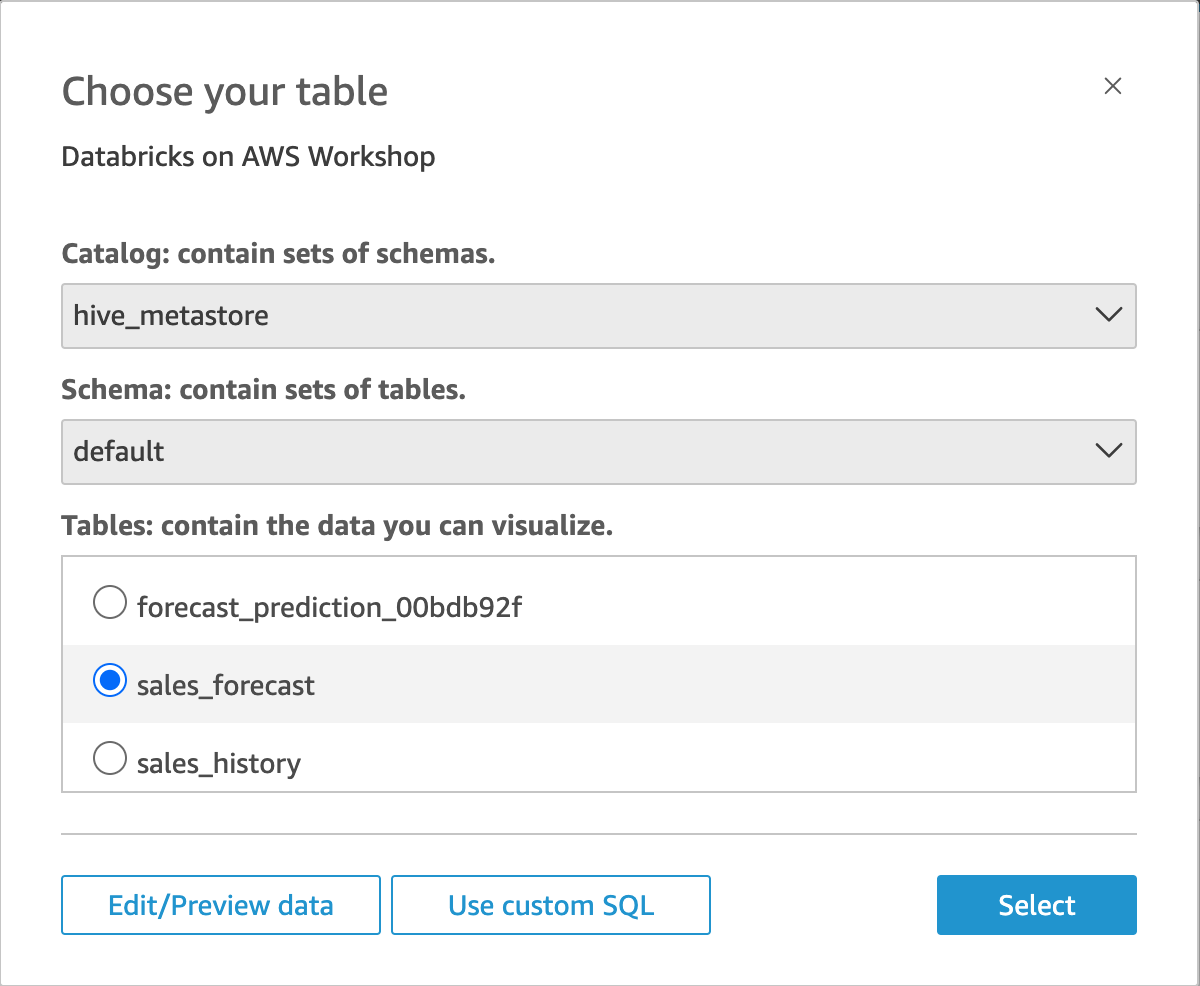 Choose your table
Databricks on AWS Workshop
Catalog: contain sets of schemas.
hive_metastore
Schema: contain sets of tables.
default
Tables: contain the data you can visualize.
forecast_prediction_00bdb92f
sales_forecast
sales_history
Edit/Preview data
Use custom SQL
Select